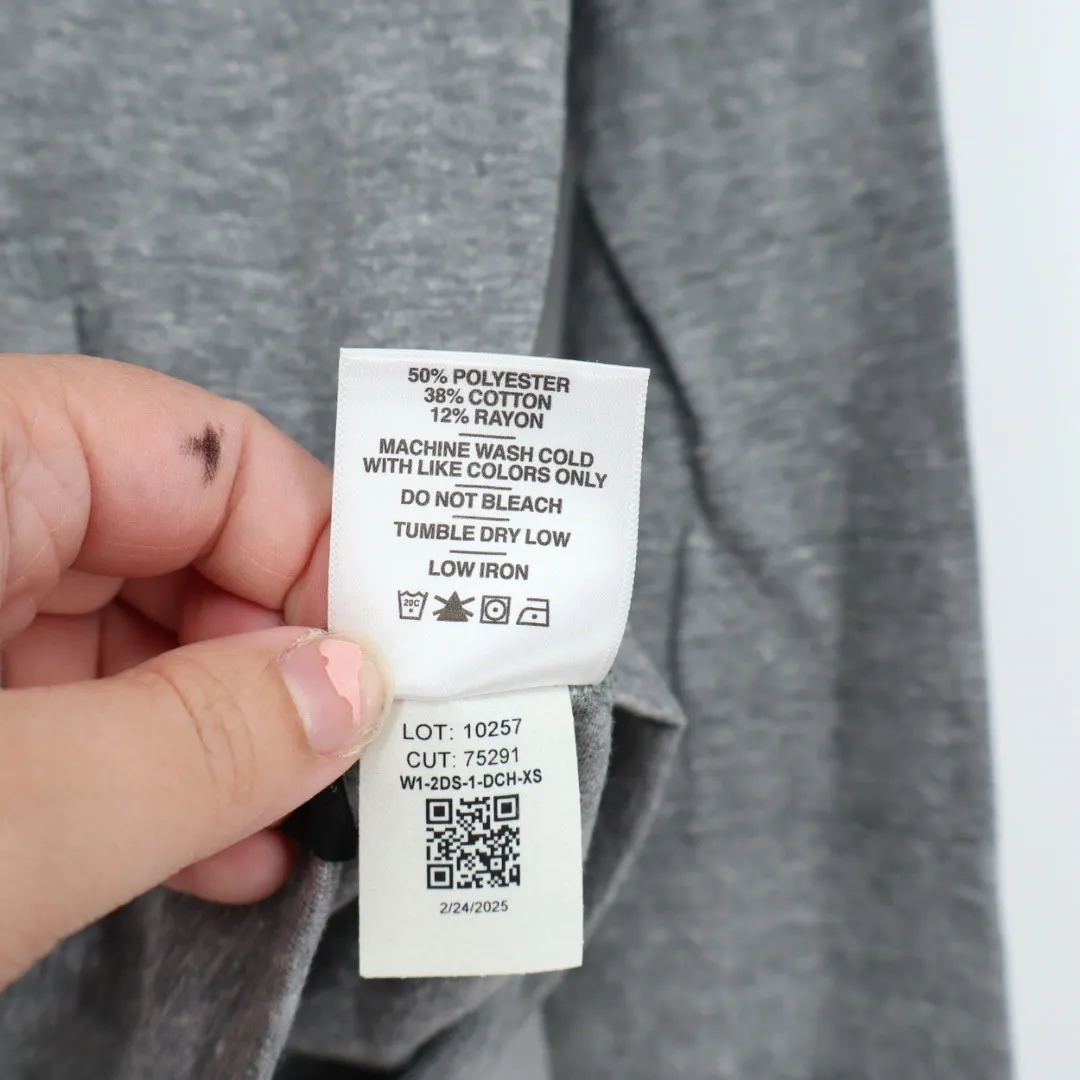 50% POLYESTER
38% COTTON
12% RAYON
MACHINE WASH COLD
WITH LIKE COLORS ONLY
DO NOT BLEACH
TUMBLE DRY LOW
LOW IRON
20C
LOT: 10257
CUT: 75291
W1-2DS-1-DCH-XS
2/24/2025